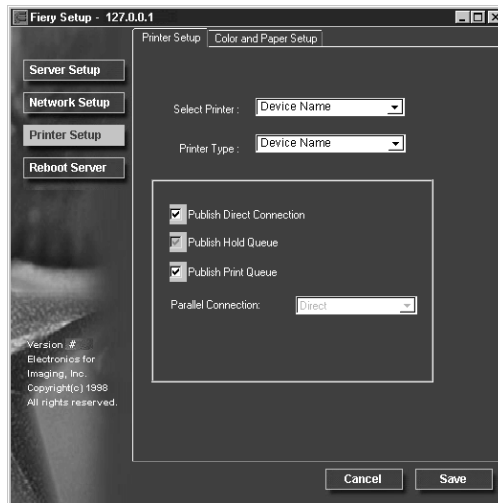 Fiery Setup - 127.0.0.1
Printer Setup
Color and Paper Setup
Server Setup
Network Setup
Printer Setup
Reboot Server
Select Printer :
Device Name
Printer Type :
Device Name
Publish Direct Connection
Publish Hold Queue
Publish Print Queue
Parallel Connection:
Direct
Version #
Electronics for
Imaging, Inc.
Copyright(c) 1998
All rights reserved.
Cancel
Save